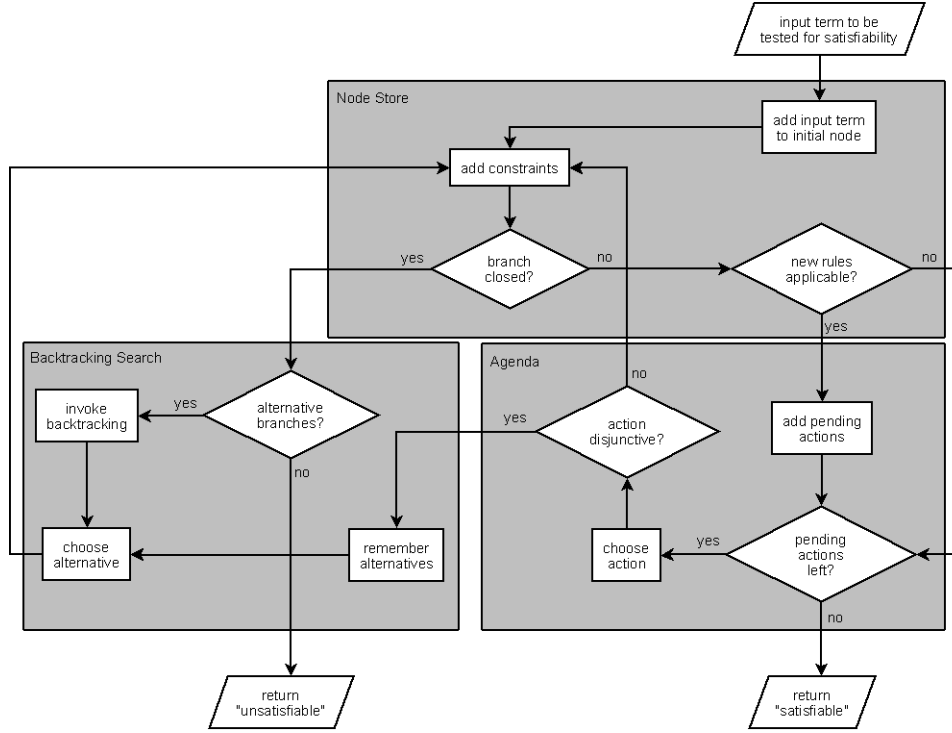 input term to be
tested for satisfiability
Node Store
add input term
to initial node
add constraints
yes
branch
closed?
no
new rules
applicable?
no
yes
Backtracking Search
Agenda
no
invoke
backtracking
yes
alternative
branches?
yes
action
disjunctive?
add pending
actions
no
choose
alternative
remember
alternatives
choose
action
yes
pending
actions
left?
no
return
"unsatisfiable"
return
"satisfiable"